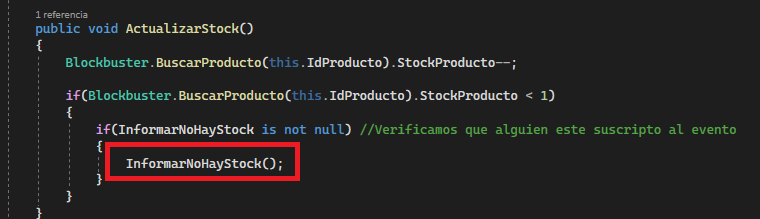 1 referencia
public void ActualizarStock()
{
Blockbuster.BuscarProducto(this.IdProducto).StockProducto--;
if(Blockbuster.BuscarProducto(this.IdProducto).StockProducto < 1)
{
if(InformarNoHayStock is not null) //Verificamos que alguien este suscripto al evento
{
InformarNoHayStock();
}
}
}